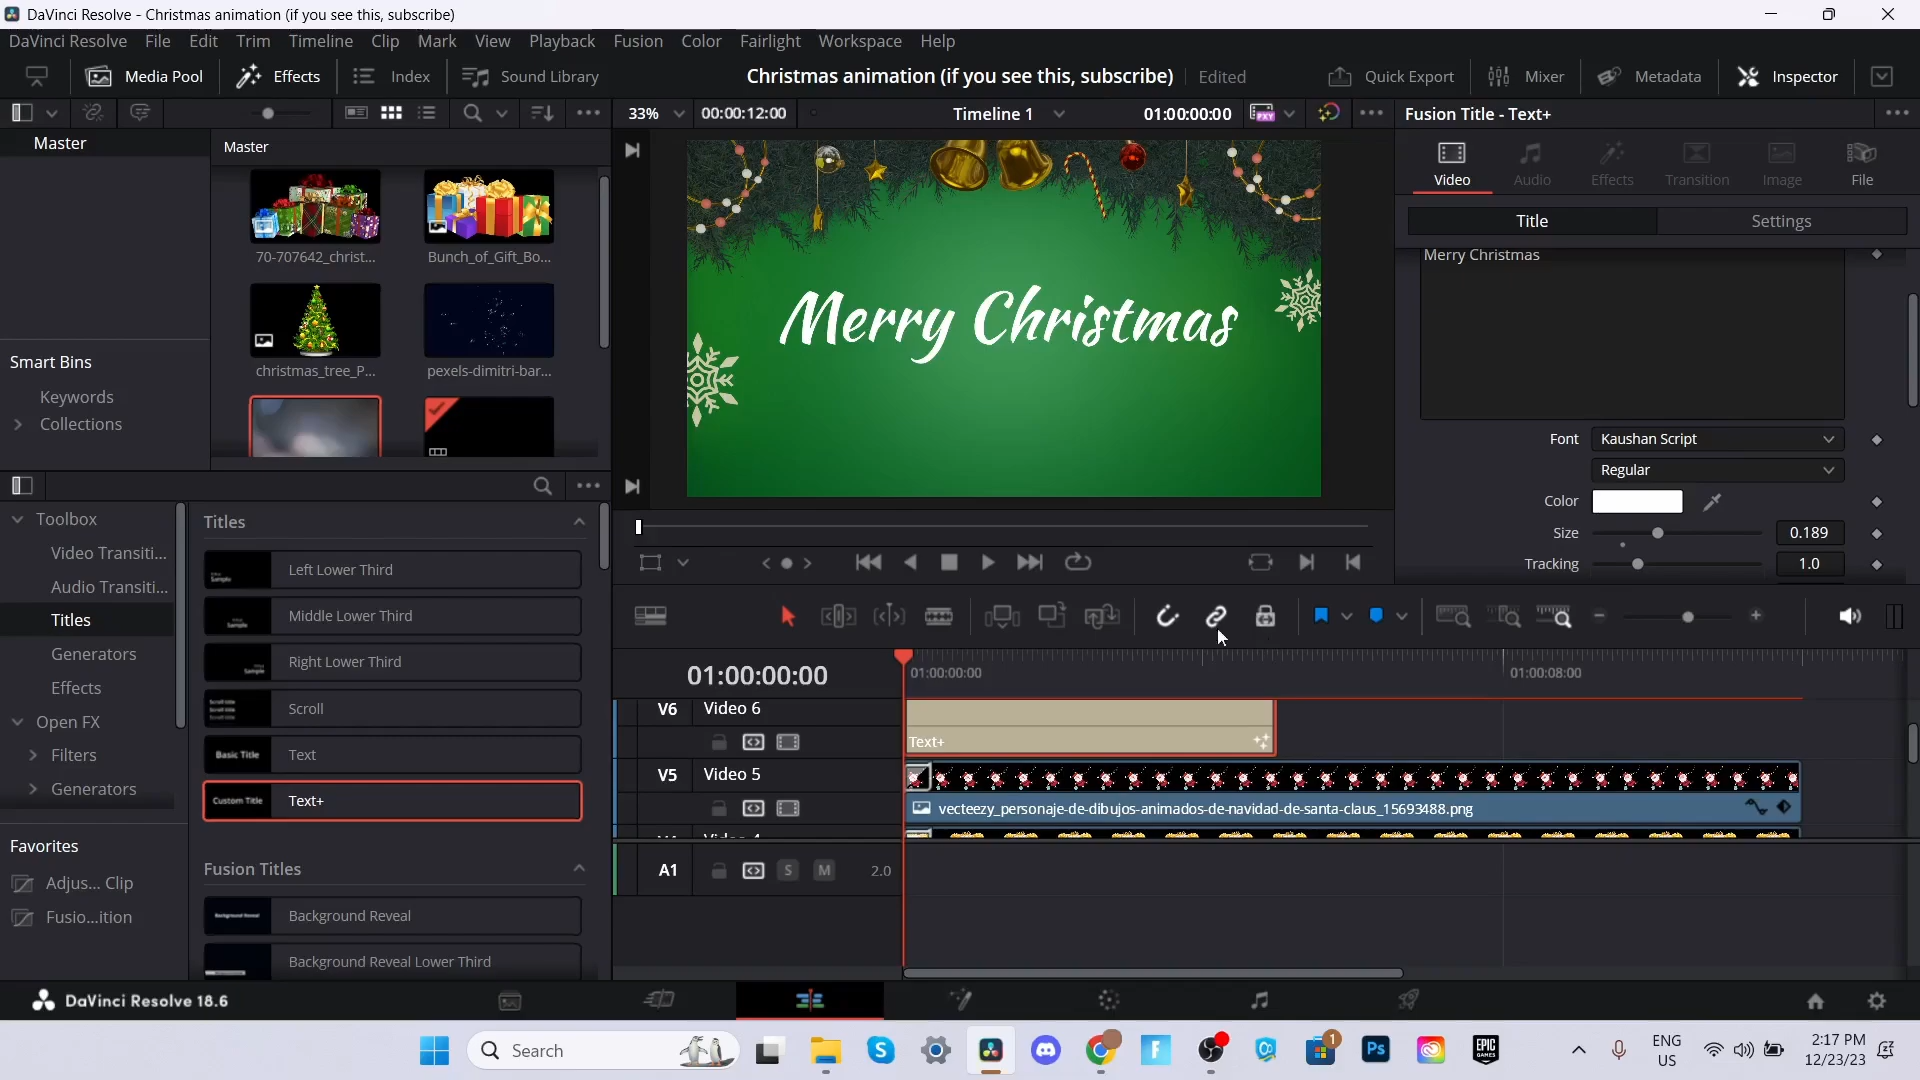 DaVinci Resolve - Christmas animation (if you see this, subscribe)
DaVinci Resolve File Edit Trim Timeline Clip Mark View Playback Fusion Color Fairlight Workspace Help
Media Pool Effects Index Sound Library Christmas animation (if you see this, subscribe) Edited Quick Export Mixer Metadata Inspector
33% 00:00:12:00 Timeline 1 01:00:00:00 PXY Fusion Title - Text+
Master
Master
Video Audio Effects Transition Image File
Title Settings
70-707642_christ... Bunch_of_Gift_Bo...
Merry Christmas
Merry Christmas
christmas_tree_P... pexels-dimitri-bar...
Smart Bins
Keywords
Collections
Font Kaushan Script
Regular
Color
Size 0.189
Tracking 1.0
Toolbox
Video Transiti...
Audio Transiti...
Titles
Generators
Effects
Open FX
Filters
Generators
Favorites
Adjus... Clip
Fusio...ition
Titles
Left Lower Third
Middle Lower Third
Right Lower Third
Scroll
Basic Title Text
Custom Title Text+
Fusion Titles
Background Reveal
Background Reveal Lower Third
01:00:00:00 01:00:00:00 01:00:08:00
V6 Video 6
Text+
V5 Video 5
vecteezy_personaje-de-dibujos-animados-de-navidad-de-santa-claus_15693488.png
A1 S M 2.0
DaVinci Resolve 18.6
Search
Ps
EPIC GAMES
1
ENG
US
2:17 PM
12/23/23